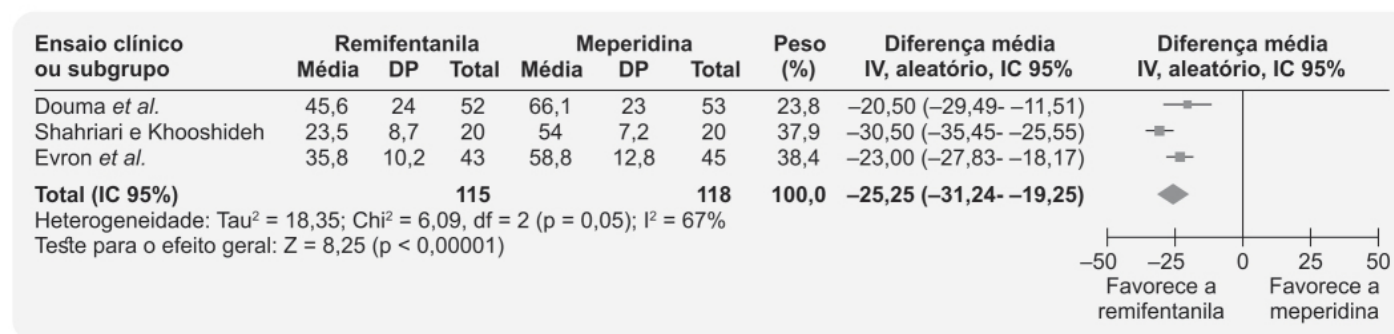 Ensaio clínico Remifentanila Meperidina Peso Diferença média Diferença média
ou subgrupo Média DP Total Média DP Total (%) IV, aleatório, IC 95% IV, aleatório, IC 95%
Douma et al. 45,6 24 52 66,1 23 53 23,8 –20,50 (–29,49- –11,51)
Shahriari e Khooshideh 23,5 8,7 20 54 7,2 20 37,9 –30,50 (–35,45- –25,55)
Evron et al. 35,8 10,2 43 58,8 12,8 45 38,4 –23,00 (–27,83- –18,17)
Total (IC 95%) 115 118 100,0 –25,25 (–31,24- –19,25)
Heterogeneidade: Tau² = 18,35; Chi² = 6,09, df = 2 (p = 0,05); I² = 67%
Teste para o efeito geral: Z = 8,25 (p < 0,00001)
–50 –25 0 25 50
Favorece a Favorece a
remifentanila meperidina